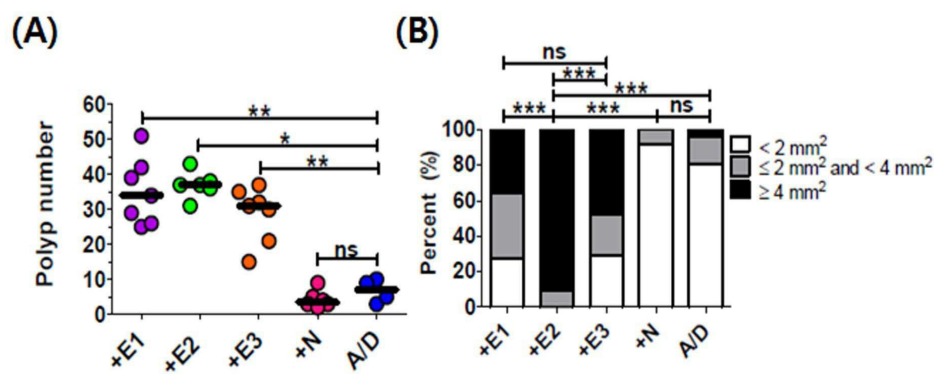 (A)
(B)
Polyp number
60
50
40
30
20
10
0
**
*
**
ns
+E1
+E2
+E3
+N
A/D
Percent (%)
100
80
60
40
20
0
ns
***
***
***
***
ns
+E1
+E2
+E3
+N
A/D
< 2 mm²
≤ 2 mm² and < 4 mm²
≥ 4 mm²